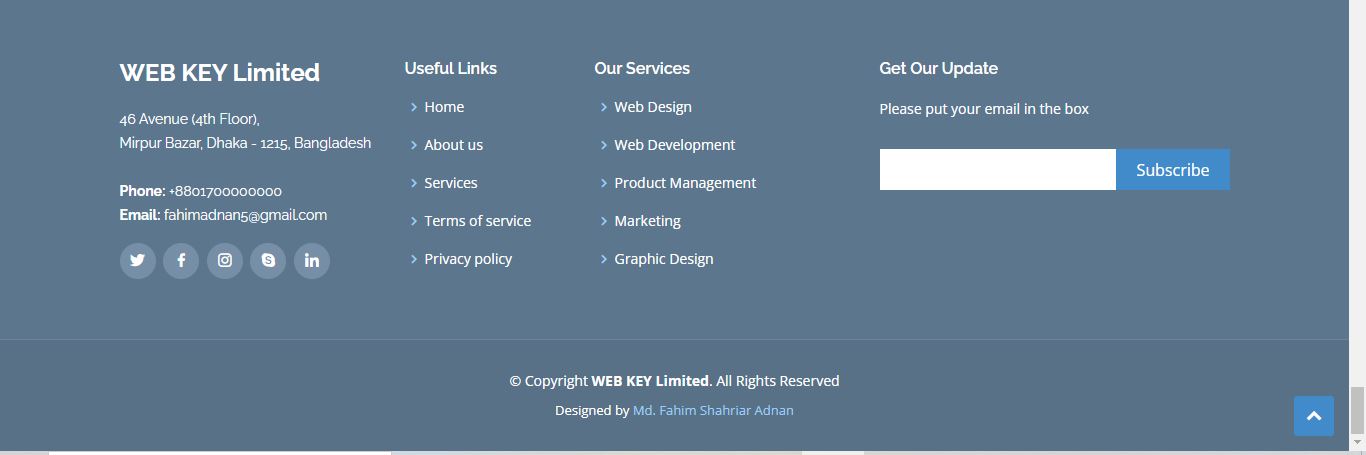 WEB KEY Limited
46 Avenue (4th Floor),
Mirpur Bazar, Dhaka - 1215, Bangladesh
Phone: +8801700000000
Email: fahimadnan5@gmail.com
Useful Links
Home
About us
Services
Terms of service
Privacy policy
Our Services
Web Design
Web Development
Product Management
Marketing
Graphic Design
Get Our Update
Please put your email in the box
Subscribe
© Copyright WEB KEY Limited. All Rights Reserved
Designed by Md. Fahim Shahriar Adnan